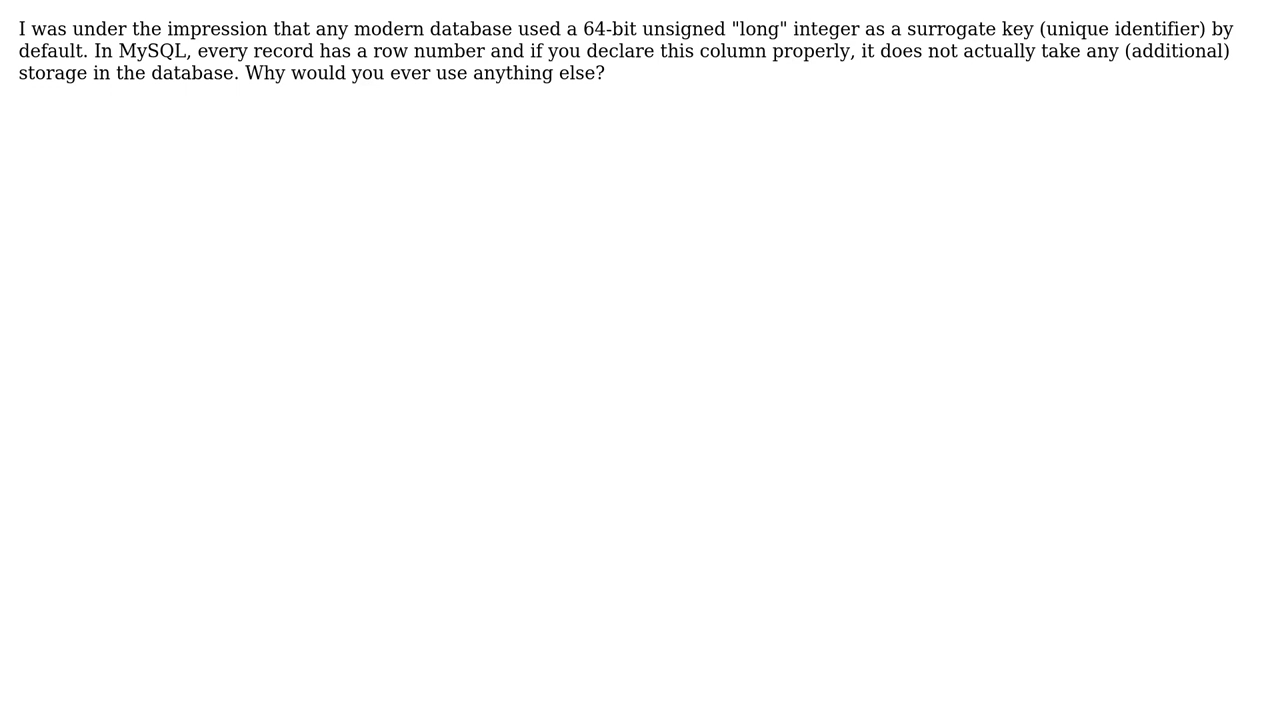 I was under the impression that any modern database used a 64-bit unsigned "long" integer as a surrogate key (unique identifier) by
default. In MySQL, every record has a row number and if you declare this column properly, it does not actually take any (additional)
storage in the database. Why would you ever use anything else?